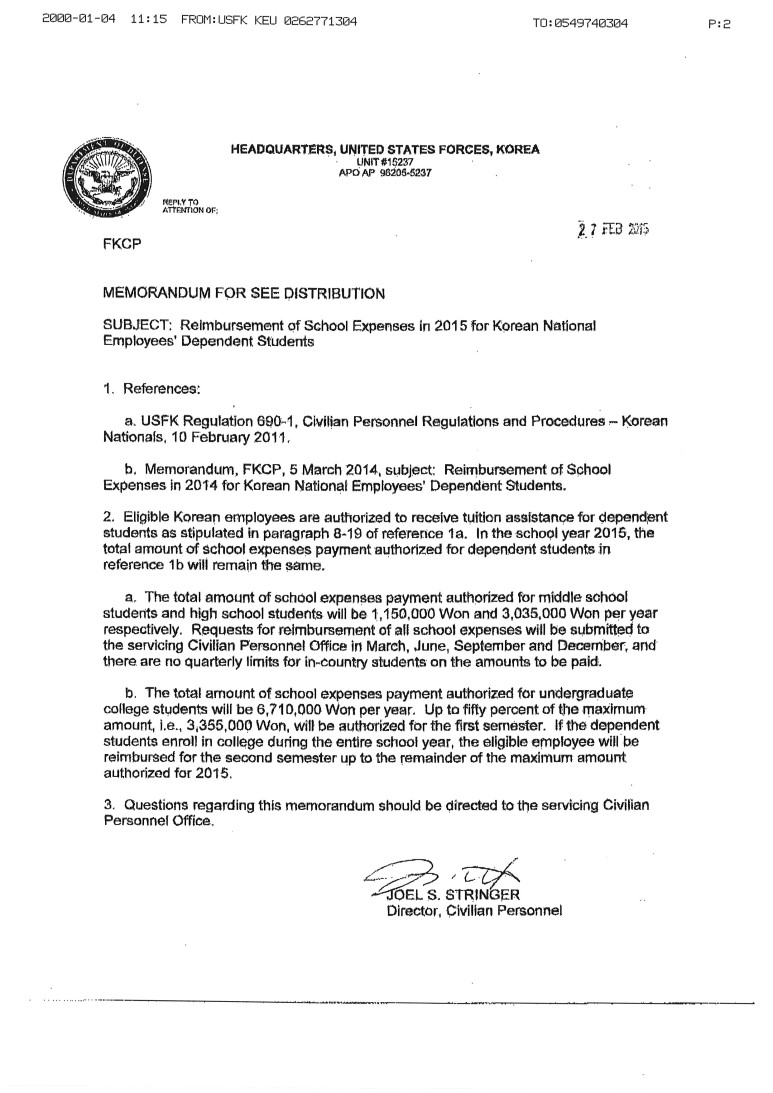 2000-01-04 11:15 FROM:USFK KEU 0262771304 TO:0549740304 P:2
HEADQUARTERS, UNITED STATES FORCES, KOREA
UNIT #15237
APO AP 96205-5237
REPLY TO
ATTENTION OF:
27 FEB 2015
FKCP
MEMORANDUM FOR SEE DISTRIBUTION
SUBJECT: Reimbursement of School Expenses in 2015 for Korean National
Employees' Dependent Students
1. References:
a. USFK Regulation 690-1, Civilian Personnel Regulations and Procedures – Korean
Nationals, 10 February 2011.
b. Memorandum, FKCP, 5 March 2014, subject: Reimbursement of School
Expenses in 2014 for Korean National Employees' Dependent Students.
2. Eligible Korean employees are authorized to receive tuition assistance for dependent
students as stipulated in paragraph 8-19 of reference 1a. In the school year 2015, the
total amount of school expenses payment authorized for dependent students in
reference 1b will remain the same.
a. The total amount of school expenses payment authorized for middle school
students and high school students will be 1,150,000 Won and 3,035,000 Won per year
respectively. Requests for reimbursement of all school expenses will be submitted to
the servicing Civilian Personnel Office in March, June, September and December, and
there are no quarterly limits for in-country students on the amounts to be paid.
b. The total amount of school expenses payment authorized for undergraduate
college students will be 6,710,000 Won per year. Up to fifty percent of the maximum
amount, i.e., 3,355,000 Won, will be authorized for the first semester. If the dependent
students enroll in college during the entire school year, the eligible employee will be
reimbursed for the second semester up to the remainder of the maximum amount
authorized for 2015.
3. Questions regarding this memorandum should be directed to the servicing Civilian
Personnel Office.
JOEL S. STRINGER
Director, Civilian Personnel